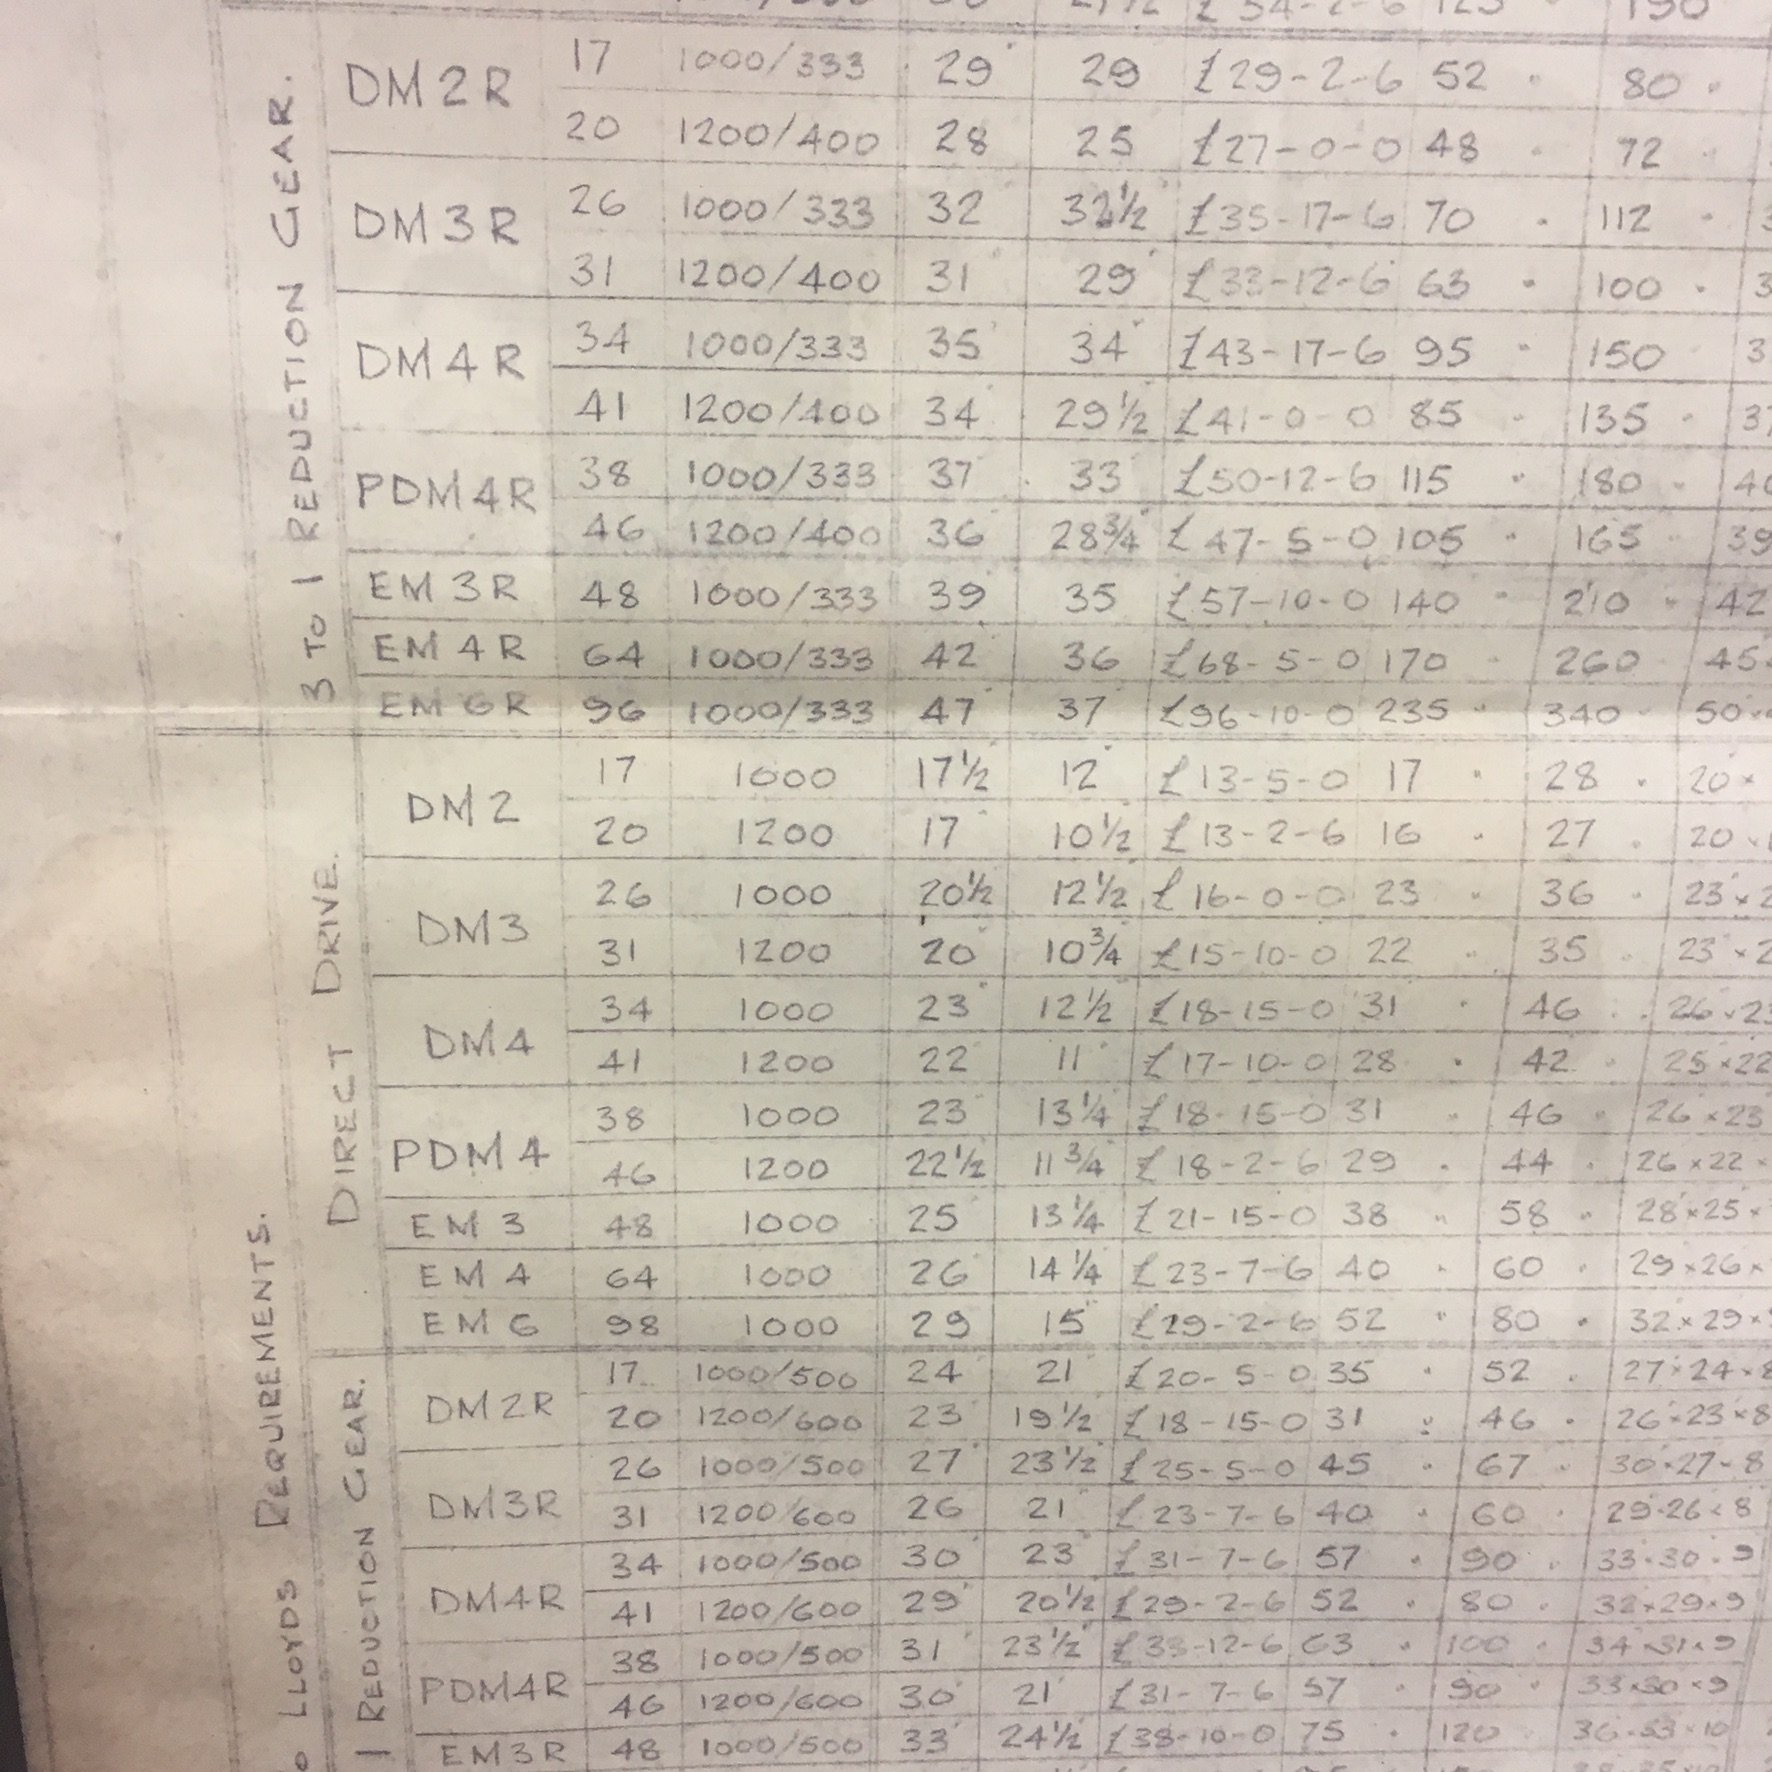 3 TO 1 REDUCTION GEAR.
DM2R 17 1000/333 29" 29 £29-2-6 52 " 80 "
20 1200/400 28 25 £27-0-0 48 " 72 "
DM3R 26 1000/333 32 32½" £35-17-6 70 " 112 "
31 1200/400 31" 29" £33-12-6 63 " 100 " 3
DM4R 34 1000/333 35" 34" £43-17-6 95 " 150 3
41 1200/400 34" 29½ £41-0-0 85 " 135 " 37
PDM4R 38 1000/333 37" 33" £50-12-6 115 " 180 "
46 1200/400 36" 28¾" £47-5-0 105 " 165 " 39
EM3R 48 1000/333 39" 35 £57-10-0 140 " 210 " 42
EM4R 64 1000/333 42" 36 £68-5-0 170 " 260 45
EM6R 96 1000/333 47" 37" £96-10-0 235 " 340 50
LLOYDS REQUIREMENTS.
DIRECT DRIVE.
DM2 17 1000 17½" 12" £13-5-0 17 " 28 " 20 ×
20 1200 17" 10½" £13-2-6 16 " 27 " 20 ×
DM3 26 1000 20½ 12½" £16-0-0 23 " 36 " 23 × 2
31 1200 20" 10¾" £15-10-0 22 " 35 " 23" × 2
DM4 34 1000 23" 12½" £18-15-0 31 " 46 " 26 × 23
41 1200 22" 11" £17-10-0 28 " 42 " 25 × 22
PDM4 38 1000 23" 13¼" £18-15-0 31 " 46 " 26 × 23
46 1200 22½" 11¾" £18-2-6 29 " 44 " 26 × 22 ×
EM3 48 1000 25" 13¼" £21-15-0 38 " 58 " 28 × 25 ×
EM4 64 1000 26" 14¼" £23-7-6 40 " 60 " 29 × 26 ×
EM6 98 1000 29" 15" £29-2-6 52 " 80 " 32 × 29 ×
1 REDUCTION GEAR.
DM2R 17 1000/500 24" 21" £20-5-0 35 " 52 " 27 × 24 × 8
20 1200/600 23" 19½" £18-15-0 31 " 46 " 26 × 23 × 8
DM3R 26 1000/500 27" 23½" £25-5-0 45 " 67 " 30 × 27 × 8
31 1200/600 26" 21" £23-7-6 40 " 60 " 29 × 26 × 8
DM4R 34 1000/500 30" 23" £31-7-6 57 " 90 " 33 × 30 × 9
41 1200/600 29" 20½" £29-2-6 52 " 80 " 32 × 29 × 9
PDM4R 38 1000/500 31" 23½" £33-12-6 63 " 100 " 34 × 31 × 9
46 1200/600 30" 21" £31-7-6 57 " 90 " 33 × 30 × 9
EM3R 48 1000/500 33" 24½" £38-10-0 75 " 120 " 36 × 33 × 10